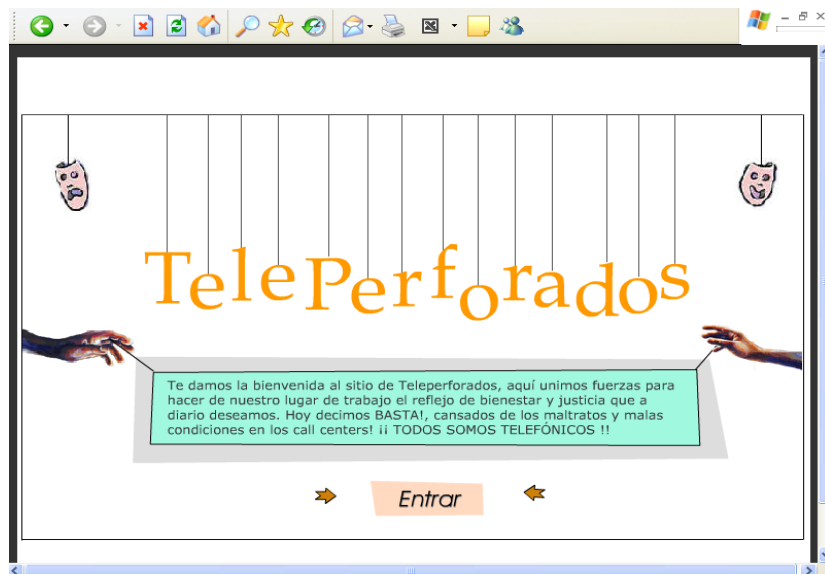 TelePerforados
Te damos la bienvenida al sitio de Teleperforados, aquí unimos fuerzas para
hacer de nuestro lugar de trabajo el reflejo de bienestar y justicia que a
diario deseamos. Hoy decimos BASTA!, cansados de los maltratos y malas
condiciones en los call centers! ¡¡ TODOS SOMOS TELEFÓNICOS !!
Entrar